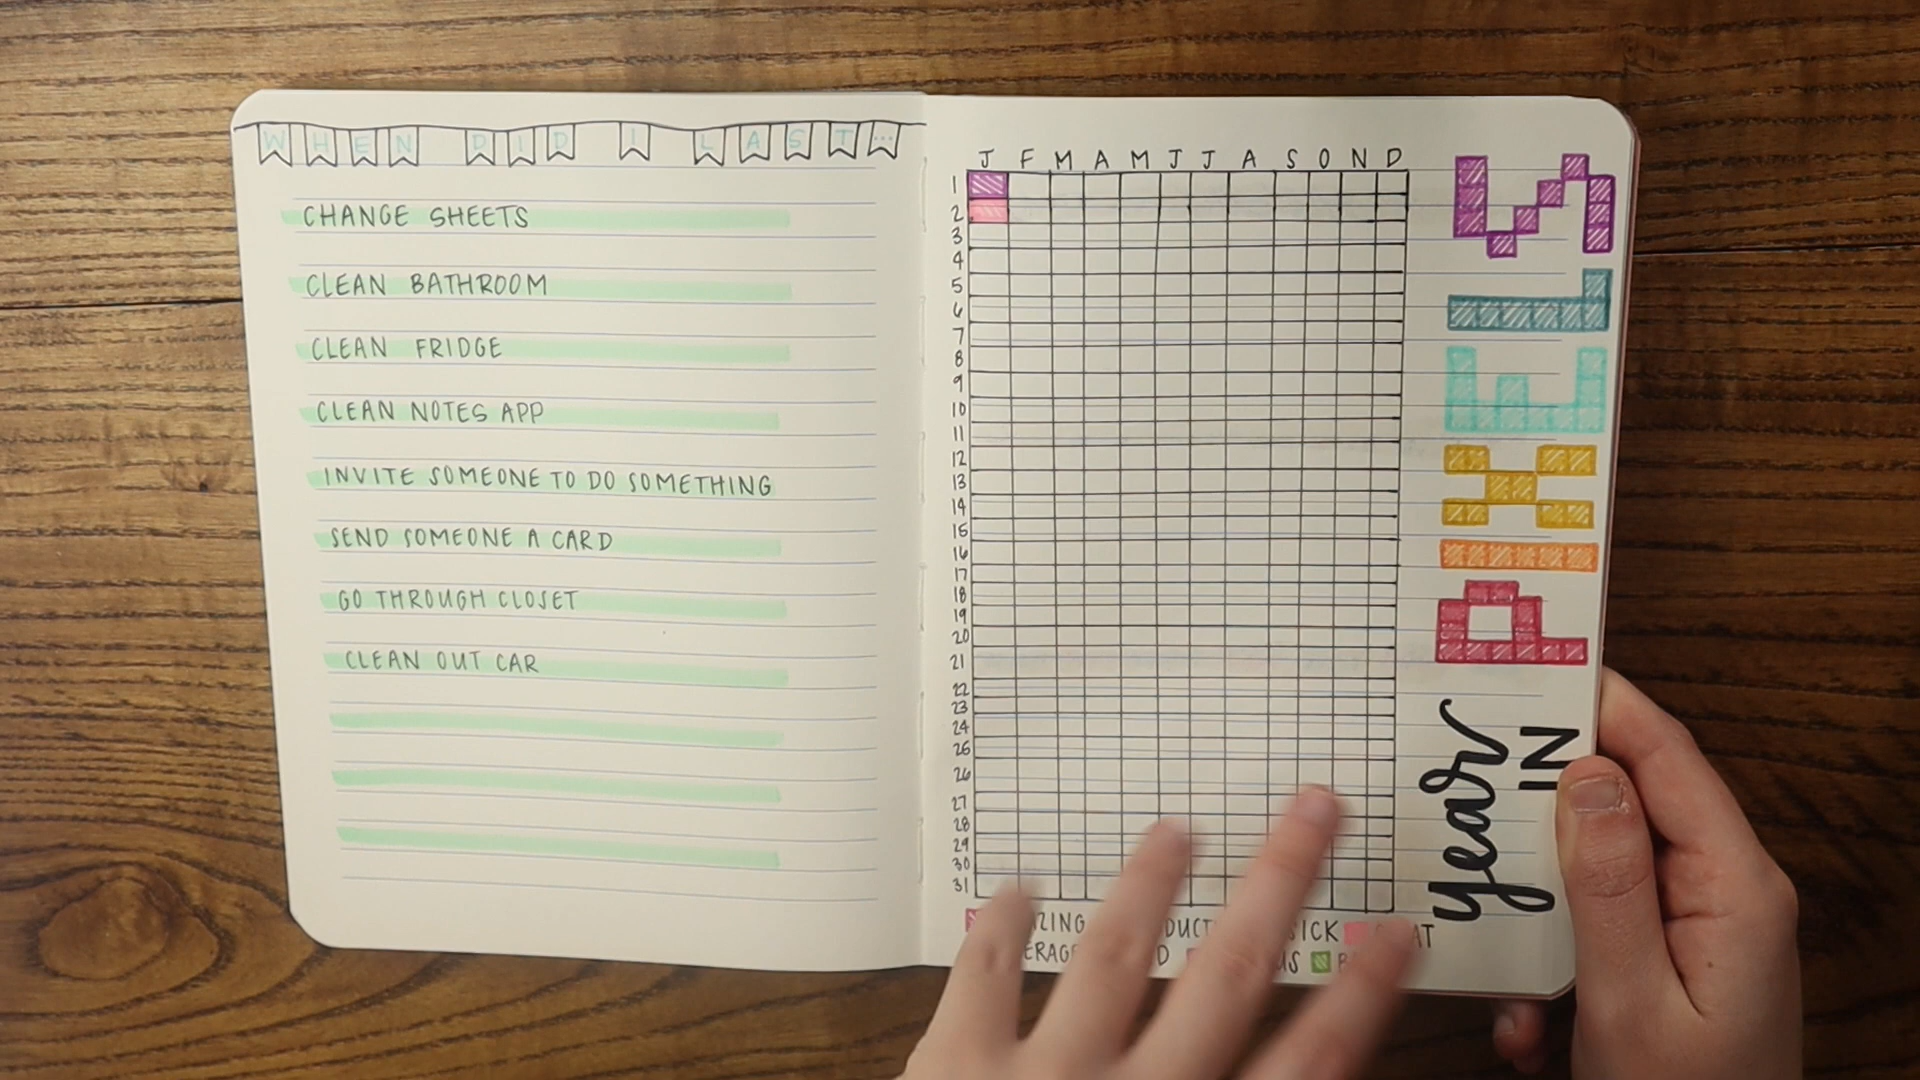 WHEN DID I LAST...
CHANGE SHEETS
CLEAN BATHROOM
CLEAN FRIDGE
CLEAN NOTES APP
INVITE SOMEONE TO DO SOMETHING
SEND SOMEONE A CARD
GO THROUGH CLOSET
CLEAN OUT CAR
J F M A M J J A S O N D
1
2
3
4
5
6
7
8
9
10
11
12
13
14
15
16
17
18
19
20
21
22
23
24
25
26
27
28
29
30
31
SICK
year IN PIXELS